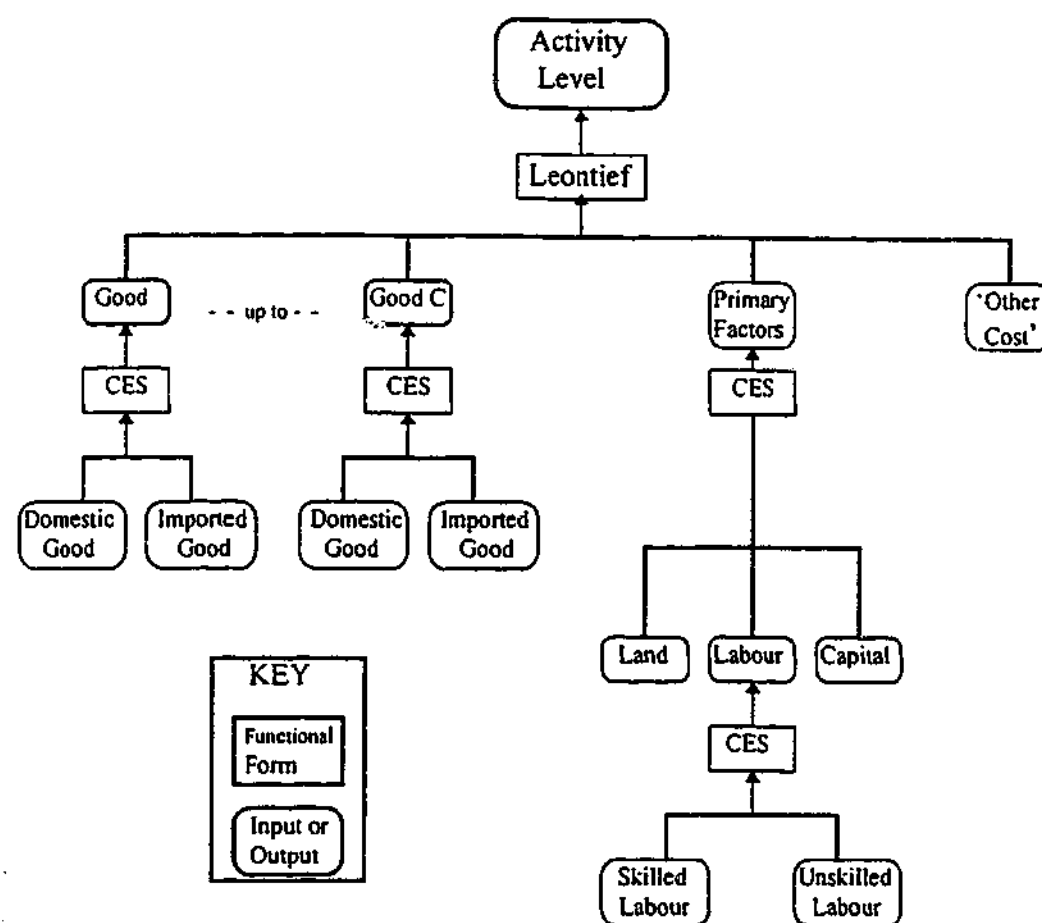 Activity
Level
Leontief
Good
- - up to - -
Good C
Primary
Factors
'Other
Cost'
CES
CES
CES
Domestic
Good
Imported
Good
Domestic
Good
Imported
Good
Land
Labour
Capital
CES
Skilled
Labour
Unskilled
Labour
KEY
Functional
Form
Input or
Output